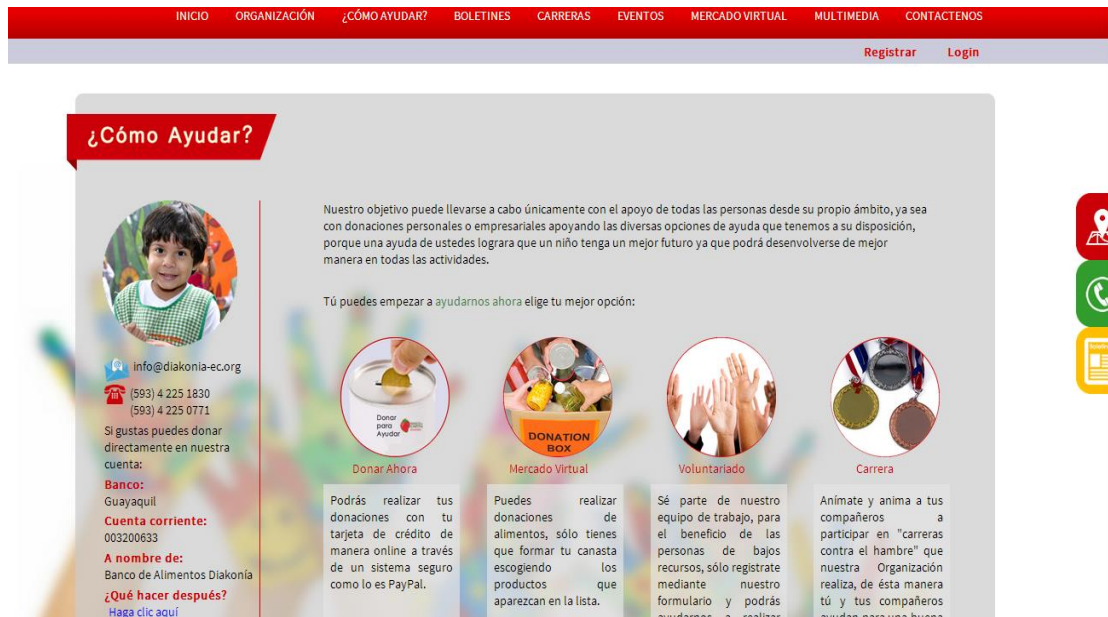 INICIO ORGANIZACIÓN ¿CÓMO AYUDAR? BOLETINES CARRERAS EVENTOS MERCADO VIRTUAL MULTIMEDIA CONTACTENOS
Registrar Login
¿Cómo Ayudar?
info@diakonia-ec.org
(593) 4 225 1830
(593) 4 225 0771
Si gustas puedes donar
directamente en nuestra
cuenta:
Banco:
Guayaquil
Cuenta corriente:
003200633
A nombre de:
Banco de Alimentos Diakonía
¿Qué hacer después?
Haga clic aquí
Nuestro objetivo puede llevarse a cabo únicamente con el apoyo de todas las personas desde su propio ámbito, ya sea
con donaciones personales o empresariales apoyando las diversas opciones de ayuda que tenemos a su disposición,
porque una ayuda de ustedes lograra que un niño tenga un mejor futuro ya que podrá desenvolverse de mejor
manera en todas las actividades.
Tú puedes empezar a ayudarnos ahora elige tu mejor opción:
Donar
para
Ayudar
Donar Ahora
Podrás realizar tus
donaciones con tu
tarjeta de crédito de
manera online a través
de un sistema seguro
como lo es PayPal.
DONATION
BOX
Mercado Virtual
Puedes realizar
donaciones de
alimentos, sólo tienes
que formar tu canasta
escogiendo los
productos que
aparezcan en la lista.
Voluntariado
Sé parte de nuestro
equipo de trabajo, para
el beneficio de las
personas de bajos
recursos, sólo registrate
mediante nuestro
formulario y podrás
ayudarnos a realizar
Carrera
Anímate y anima a tus
compañeros a
participar en "carreras
contra el hambre" que
nuestra Organización
realiza, de ésta manera
tú y tus compañeros
ayudan para una buena